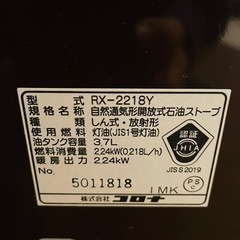 型 式 RX-2218Y
種 類 自然通気形開放式石油ストーブ
しん式・放射形
使用燃料 灯油(JIS1号灯油)
油タンク容量 3.7L
燃料消費量 2.24kW(0.218L/h)
暖房出力 2.24kW
No. 5011818 IMK
株式会社 コロナ
認証
JHIA
JIS S 2019
PS
C